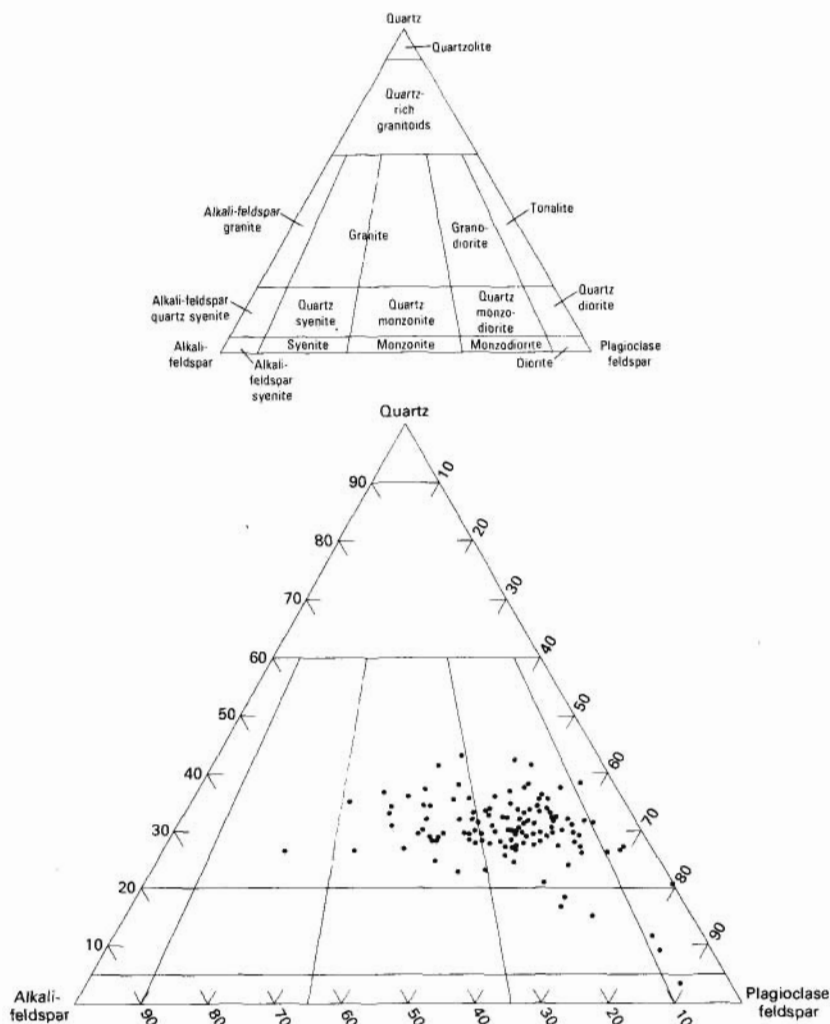 Quartz
Quartzolite
Quartz-
rich
granitoids
Alkali-feldspar
granite
Granite
Grano-
diorite
Tonalite
Alkali-feldspar
quartz syenite
Quartz
syenite
Quartz
monzonite
Quartz
monzo-
diorite
Quartz
diorite
Alkali-
feldspar
Syenite
Monzonite
Monzodiorite
Plagioclase
feldspar
Alkali-
feldspar
syenite
Diorite
Quartz
90
10
80
20
70
30
60
40
50
50
40
60
30
70
20
80
10
90
Alkali-
feldspar
90
80
70
60
50
40
30
20
10
Plagioclase
feldspar